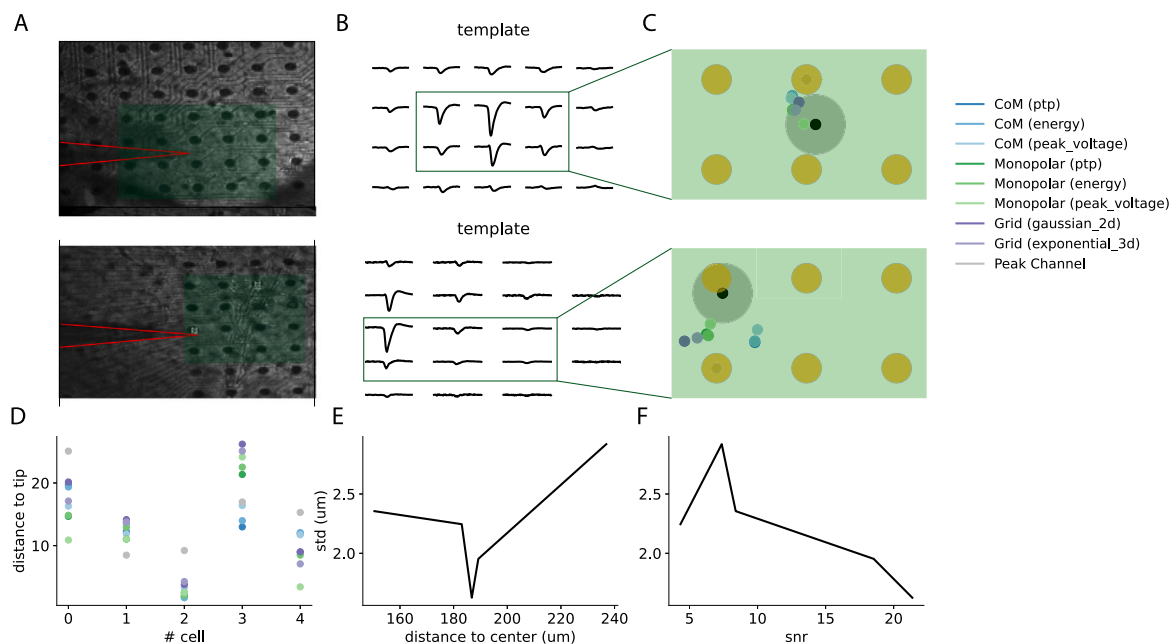 A
B
C
template
template
CoM (ptp)
CoM (energy)
CoM (peak_voltage)
Monopolar (ptp)
Monopolar (energy)
Monopolar (peak_voltage)
Grid (gaussian_2d)
Grid (exponential_3d)
Peak Channel
D
E
F
distance to tip
20
10
0
1
2
3
4
# cell
std (um)
2.5
2.0
160
180
200
220
240
distance to center (um)
2.5
2.0
5
10
15
20
snr